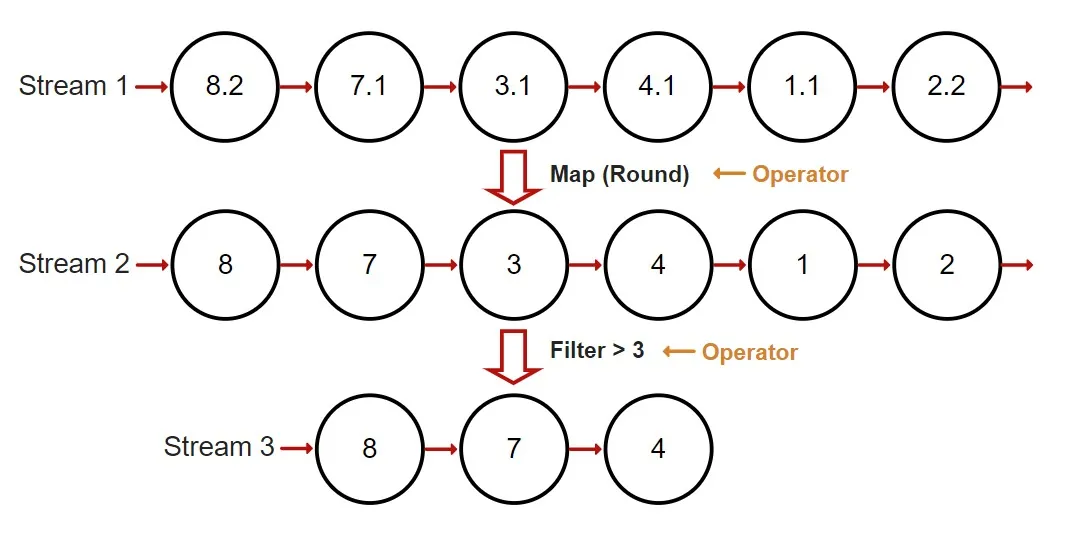 Stream 1 8.2 7.1 3.1 4.1 1.1 2.2
Map (Round) Operator
Stream 2 8 7 3 4 1 2
Filter > 3 Operator
Stream 3 8 7 4